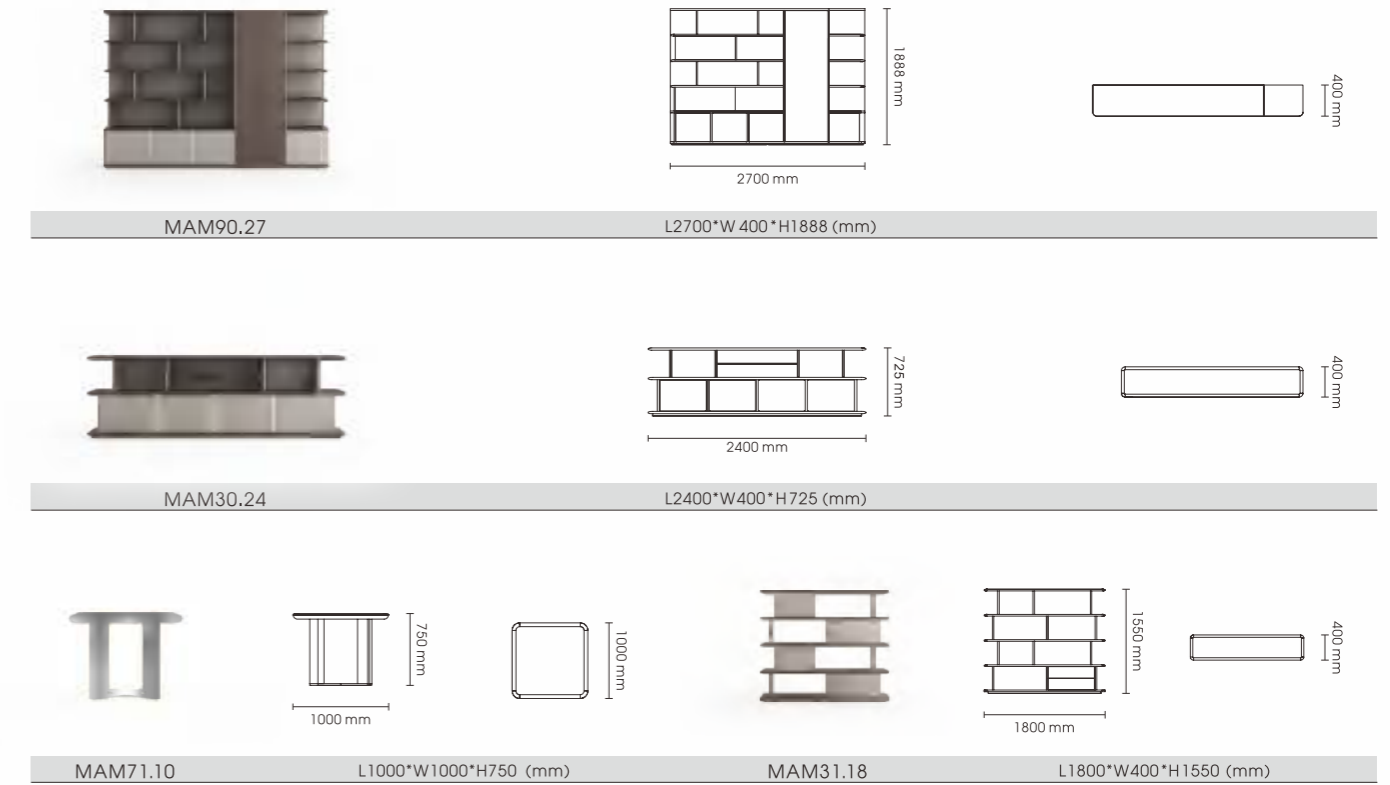 1888 mm
400 mm
2700 mm
MAM90.27 L2700*W 400*H1888 (mm)
725 mm
400 mm
2400 mm
MAM30.24 L2400*W400*H725 (mm)
750 mm
1000 mm
1550 mm
400 mm
1000 mm
1800 mm
MAM71.10 L1000*W1000*H750 (mm) MAM31.18 L1800*W400*H1550 (mm)